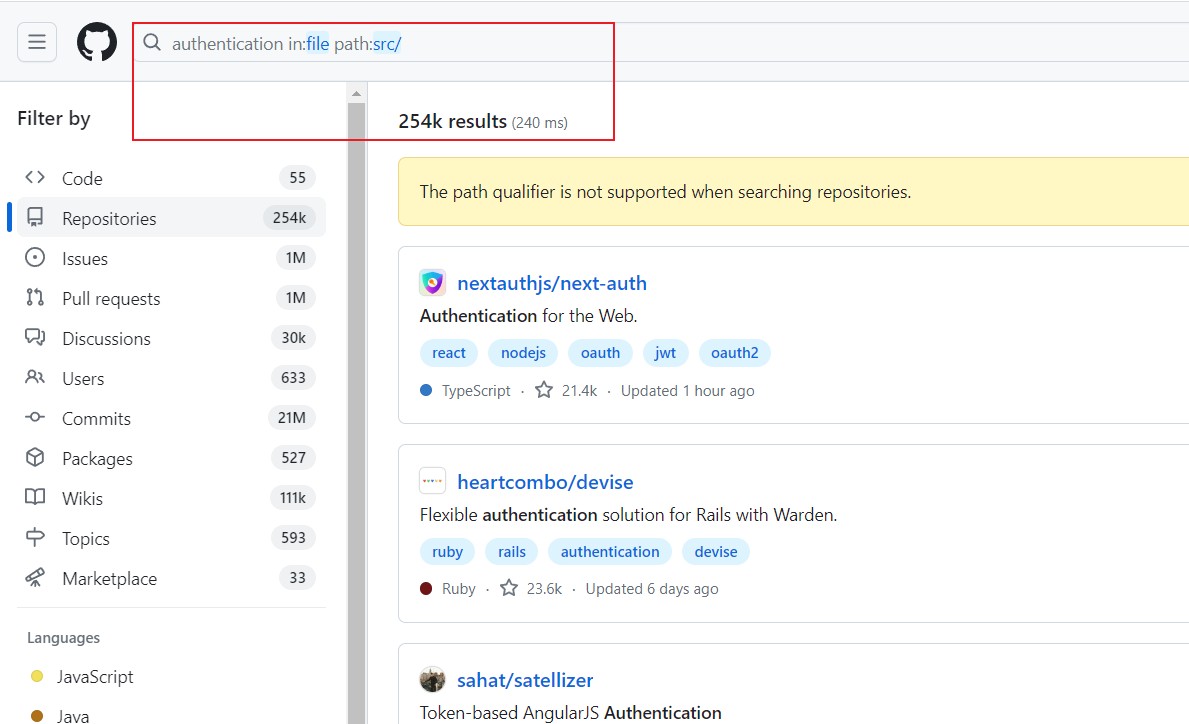 authentication in:file path:src/
Filter by
Code 55
Repositories 254k
Issues 1M
Pull requests 1M
Discussions 30k
Users 633
Commits 21M
Packages 527
Wikis 111k
Topics 593
Marketplace 33
Languages
JavaScript
Java
254k results (240 ms)
The path qualifier is not supported when searching repositories.
nextauthjs/next-auth
Authentication for the Web.
react nodejs oauth jwt oauth2
TypeScript · 21.4k · Updated 1 hour ago
heartcombo/devise
Flexible authentication solution for Rails with Warden.
ruby rails authentication devise
Ruby · 23.6k · Updated 6 days ago
sahat/satellizer
Token-based AngularJS Authentication